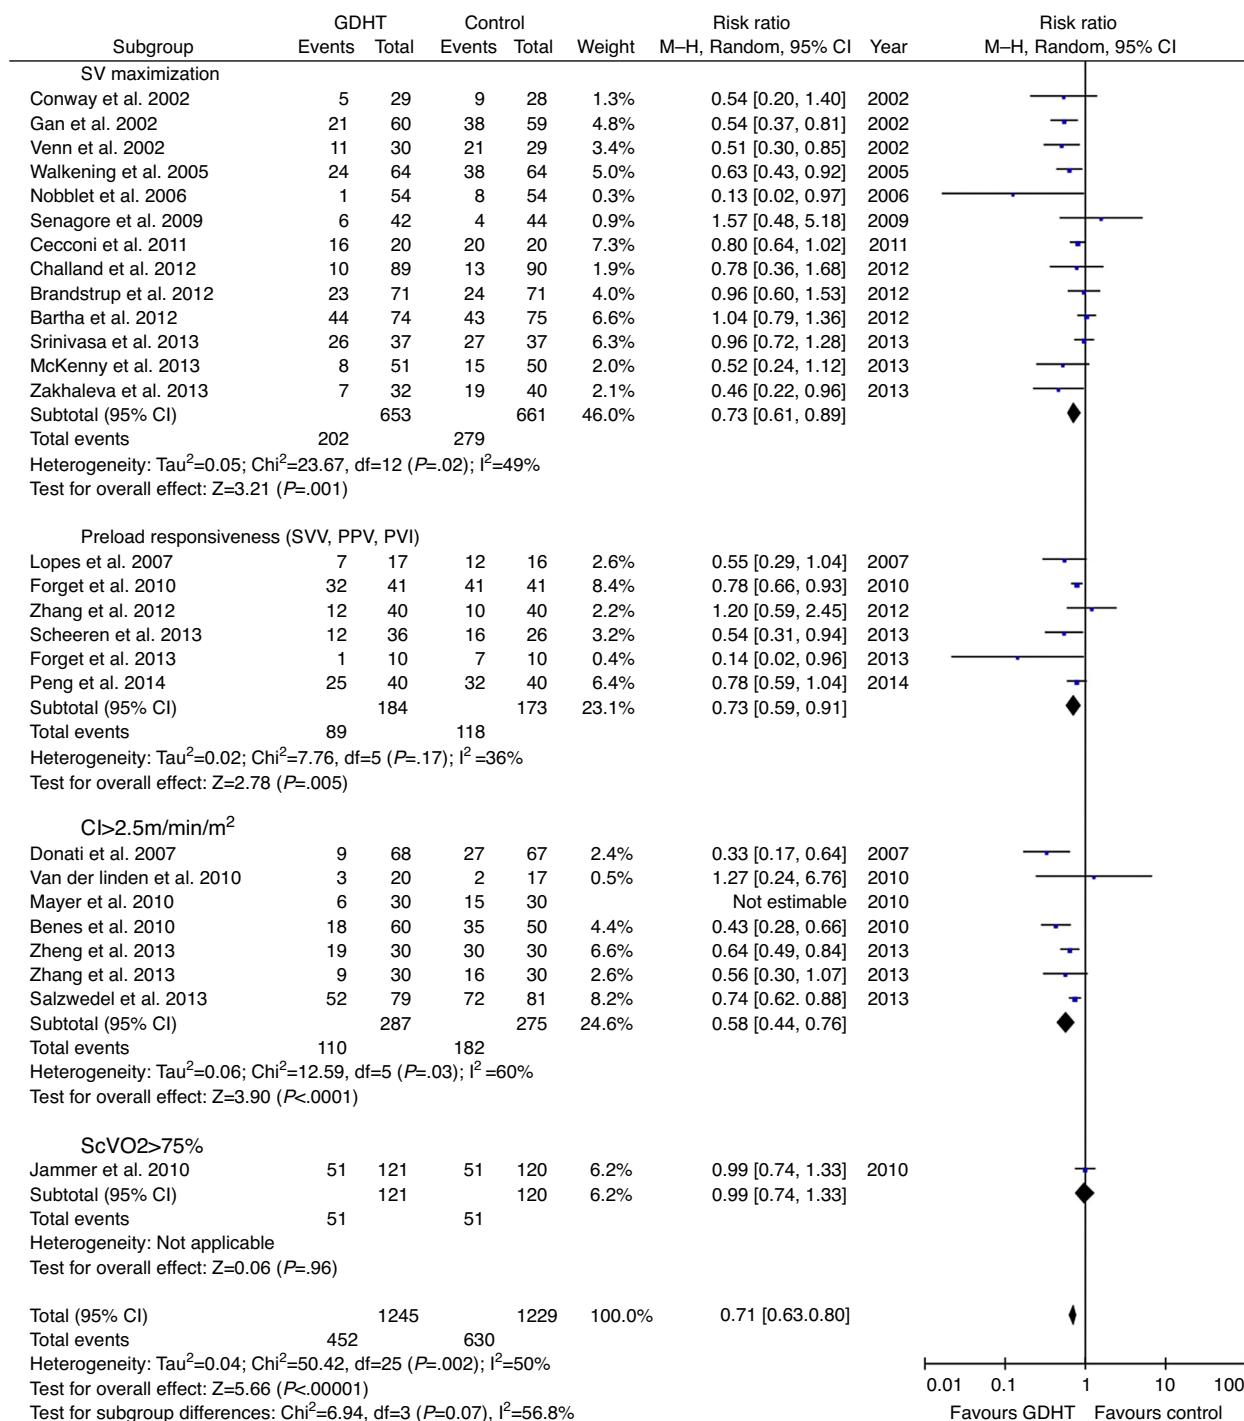 GDHT Control Risk ratio Risk ratio
Subgroup Events Total Events Total Weight M–H, Random, 95% CI Year M–H, Random, 95% CI
SV maximization
Conway et al. 2002 5 29 9 28 1.3% 0.54 [0.20, 1.40] 2002
Gan et al. 2002 21 60 38 59 4.8% 0.54 [0.37, 0.81] 2002
Venn et al. 2002 11 30 21 29 3.4% 0.51 [0.30, 0.85] 2002
Walkening et al. 2005 24 64 38 64 5.0% 0.63 [0.43, 0.92] 2005
Nobblet et al. 2006 1 54 8 54 0.3% 0.13 [0.02, 0.97] 2006
Senagore et al. 2009 6 42 4 44 0.9% 1.57 [0.48, 5.18] 2009
Cecconi et al. 2011 16 20 20 20 7.3% 0.80 [0.64, 1.02] 2011
Challand et al. 2012 10 89 13 90 1.9% 0.78 [0.36, 1.68] 2012
Brandstrup et al. 2012 23 71 24 71 4.0% 0.96 [0.60, 1.53] 2012
Bartha et al. 2012 44 74 43 75 6.6% 1.04 [0.79, 1.36] 2012
Srinivasa et al. 2013 26 37 27 37 6.3% 0.96 [0.72, 1.28] 2013
McKenny et al. 2013 8 51 15 50 2.9% 0.52 [0.24, 1.12] 2013
Zakhaleva et al. 2013 7 32 19 40 2.1% 0.46 [0.22, 0.96] 2013
Subtotal (95% CI) 653 661 46.0% 0.73 [0.61, 0.89]
Total events 202 279
Heterogeneity: Tau²=0.05; Chi²=23.67, df=12 (P=.02); I²=49%
Test for overall effect: Z=3.21 (P=.001)
Preload responsiveness (SVV, PPV, PVI)
Lopes et al. 2007 7 17 12 16 2.6% 0.55 [0.29, 1.04] 2007
Forget et al. 2010 32 41 41 41 8.4% 0.78 [0.66, 0.93] 2010
Zhang et al. 2012 12 40 10 40 2.2% 1.20 [0.59, 2.45] 2012
Scheeren et al. 2013 12 36 16 26 3.2% 0.54 [0.31, 0.94] 2013
Forget et al. 2013 1 10 7 10 0.4% 0.14 [0.02, 0.96] 2013
Peng et al. 2014 25 40 32 40 6.4% 0.78 [0.59, 1.04] 2014
Subtotal (95% CI) 184 173 23.1% 0.73 [0.59, 0.91]
Total events 89 118
Heterogeneity: Tau²=0.02; Chi²=7.76, df=5 (P=.17); I² =36%
Test for overall effect: Z=2.78 (P=.005)
CI>2.5m/min/m²
Donati et al. 2007 9 68 27 67 2.4% 0.33 [0.17, 0.64] 2007
Van der linden et al. 2010 3 20 2 17 0.5% 1.27 [0.24, 6.76] 2010
Mayer et al. 2010 6 30 15 30 Not estimable 2010
Benes et al. 2010 18 60 35 50 4.4% 0.43 [0.28, 0.66] 2010
Zheng et al. 2013 19 30 30 30 6.6% 0.64 [0.49, 0.84] 2013
Zhang et al. 2013 9 30 16 30 2.6% 0.56 [0.30, 1.07] 2013
Salzwedel et al. 2013 52 79 72 81 8.2% 0.74 [0.62. 0.88] 2013
Subtotal (95% CI) 287 275 24.6% 0.58 [0.44, 0.76]
Total events 110 182
Heterogeneity: Tau²=0.06; Chi²=12.59, df=5 (P=.03); I² =60%
Test for overall effect: Z=3.90 (P<.0001)
ScVO2>75%
Jammer et al. 2010 51 121 51 120 6.2% 0.99 [0.74, 1.33] 2010
Subtotal (95% CI) 121 120 6.2% 0.99 [0.74, 1.33]
Total events 51 51
Heterogeneity: Not applicable
Test for overall effect: Z=0.06 (P=.96)
Total (95% CI) 1245 1229 100.0% 0.71 [0.63.0.80]
Total events 452 630
Heterogeneity: Tau²=0.04; Chi²=50.42, df=25 (P=.002); I²=50%
Test for overall effect: Z=5.66 (P<.00001)
Test for subgroup differences: Chi²=6.94, df=3 (P=0.07), I²=56.8%
0.01 0.1 1 10 100
Favours GDHT Favours control